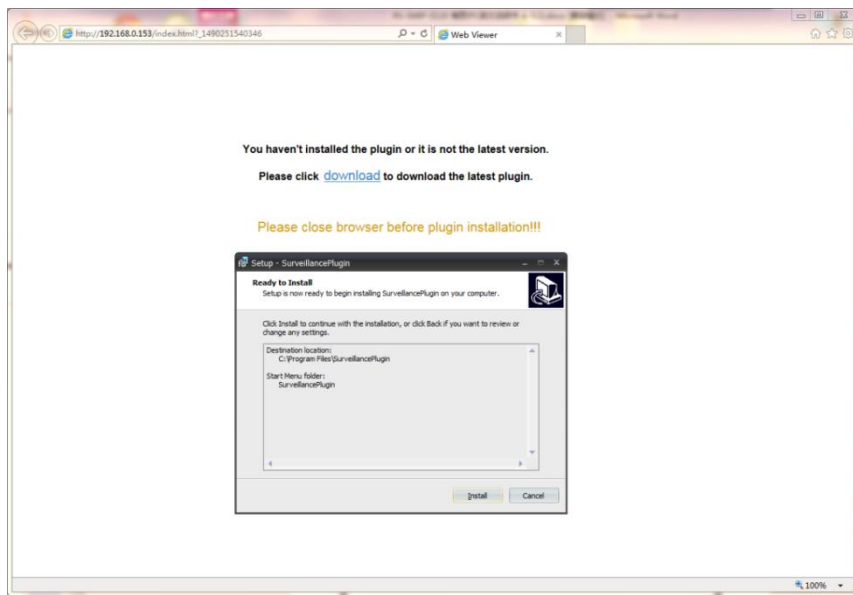 http://192.168.0.153/index.html?_1490251540346
Web Viewer
You haven't installed the plugin or it is not the latest version.
Please click download to download the latest plugin.
Please close browser before plugin installation!!!
Setup - SurveillancePlugin
Ready to Install
Setup is now ready to begin installing SurveillancePlugin on your computer.
Click Install to continue with the installation, or click Back if you want to review or
change any settings.
Destination location:
C:\Program Files\SurveillancePlugin
Start Menu folder:
SurveillancePlugin
Install
Cancel
100%